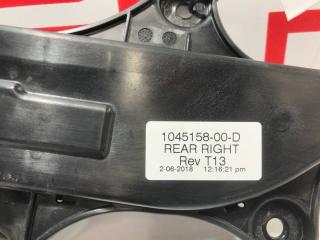 1045158-00-D
REAR RIGHT
Rev T13
2-06-2018 12:16:21 pm